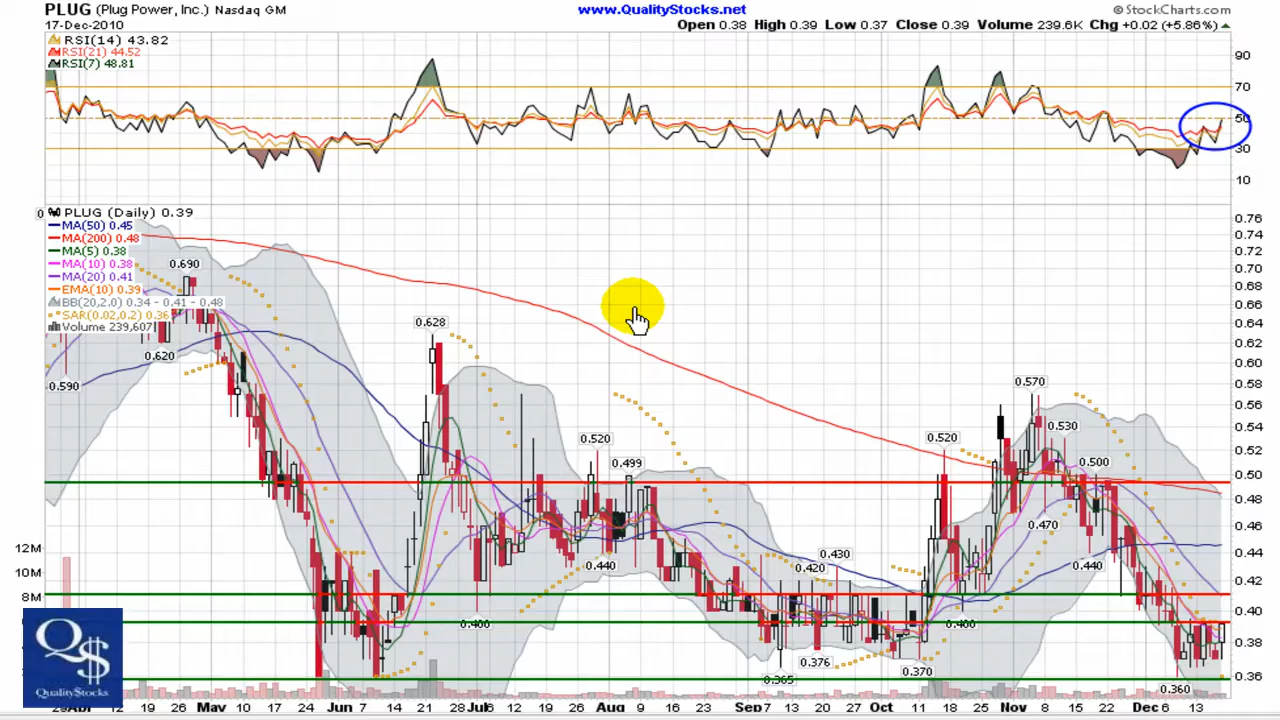 PLUG (Plug Power, Inc.) Nasdaq GM
www.QualityStocks.net
© StockCharts.com
17-Dec-2010
Open 0.38 High 0.39 Low 0.37 Close 0.39 Volume 239.6K Chg +0.02 (+5.86%)
RSI(14) 43.82
RSI(21) 44.52
RSI(7) 48.81
90
70
50
30
10
PLUG (Daily) 0.39
MA(50) 0.45
MA(200) 0.48
MA(5) 0.38
MA(10) 0.38
MA(20) 0.41
EMA(10) 0.39
BB(20,2.0) 0.34 - 0.41 - 0.48
SAR(0.02,0.2) 0.36
Volume 239,607
0.76
0.74
0.72
0.70
0.68
0.66
0.64
0.62
0.60
0.58
0.56
0.54
0.52
0.50
0.48
0.46
0.44
0.42
0.40
0.38
0.36
0.690
0.628
0.620
0.590
0.570
0.520
0.520
0.530
0.499
0.500
0.470
0.440
0.430
0.420
0.440
0.400
0.400
0.376
0.370
0.365
0.360
12M
10M
8M
QS
QualityStocks
12 19 26 May 10 17 24 Jun 7 14 21 Jul 12 19 26 Aug 9 16 23 Sep 7 13 20 Oct 11 18 25 Nov 8 15 22 Dec 6 13